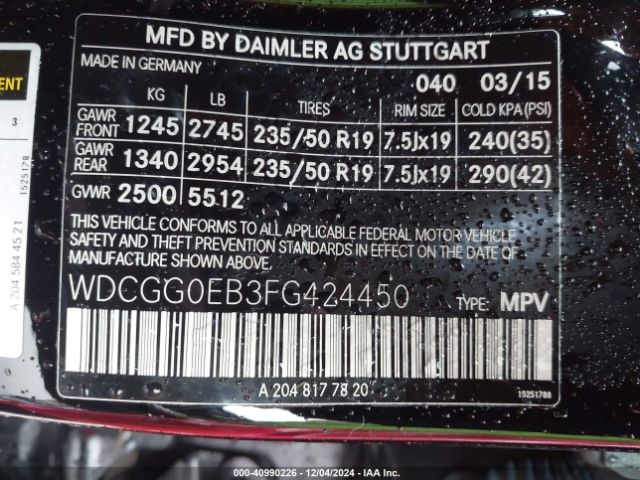 MFD BY DAIMLER AG STUTTGART
MADE IN GERMANY 040 03/15
KG LB TIRES RIM SIZE COLD KPA(PSI)
GAWR FRONT 1245 2745 235/50 R19 7.5Jx19 240(35)
GAWR REAR 1340 2954 235/50 R19 7.5Jx19 290(42)
GVWR 2500 5512
THIS VEHICLE CONFORMS TO ALL APPLICABLE FEDERAL MOTOR VEHICLE
SAFETY AND THEFT PREVENTION STANDARDS IN EFFECT ON THE DATE OF
MANUFACTURE SHOWN ABOVE.
WDCGG0EB3FG424450 TYPE: MPV
A 204 817 78 20 15251788
3
1525178
A 204 584 45 21
000-40990226 - 12/04/2024 - IAA Inc.